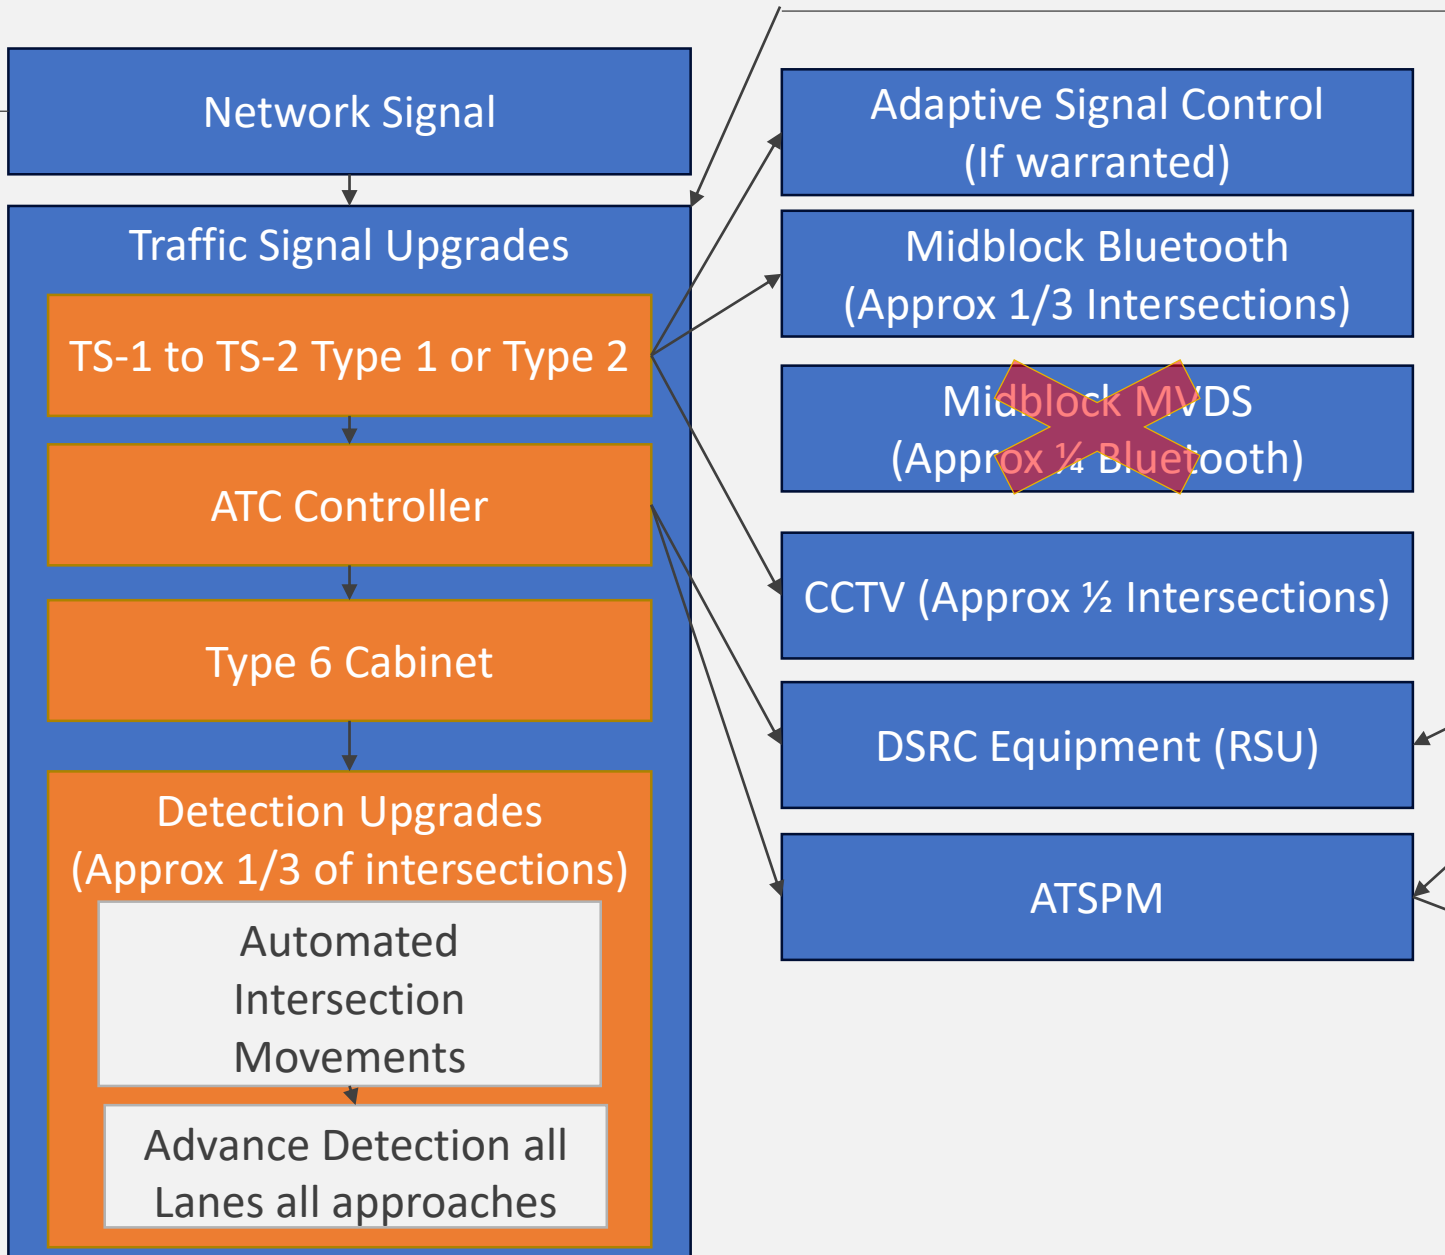 Network Signal
Traffic Signal Upgrades
TS-1 to TS-2 Type 1 or Type 2
ATC Controller
Type 6 Cabinet
Detection Upgrades
(Approx 1/3 of intersections)
Automated
Intersection
Movements
Advance Detection all
Lanes all approaches
Adaptive Signal Control
(If warranted)
Midblock Bluetooth
(Approx 1/3 Intersections)
Midblock MVDS
(Approx ¼ Bluetooth)
CCTV (Approx ½ Intersections)
DSRC Equipment (RSU)
ATSPM